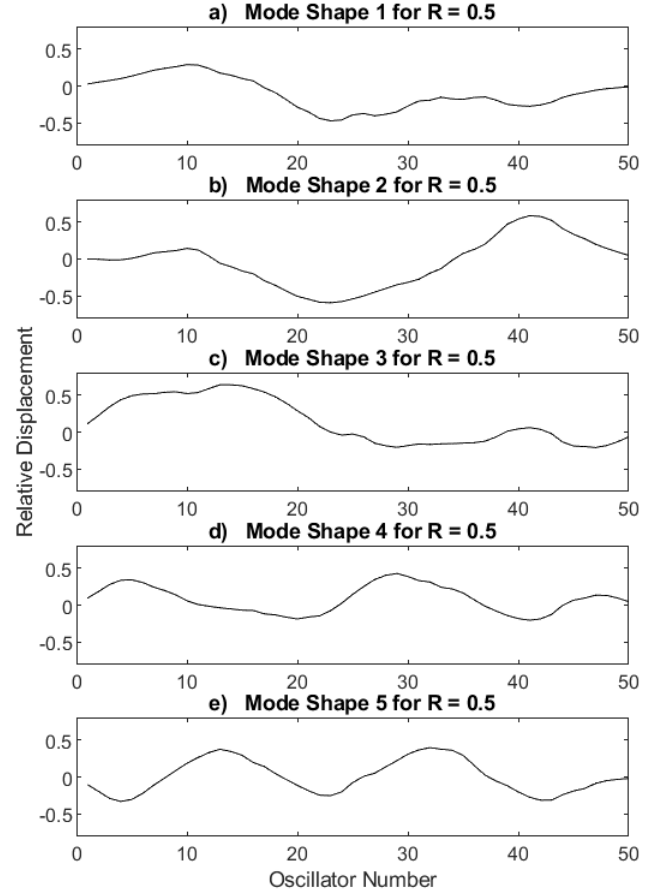 a) Mode Shape 1 for R = 0.5
0.5
0
-0.5
0 10 20 30 40 50
b) Mode Shape 2 for R = 0.5
0.5
0
-0.5
0 10 20 30 40 50
c) Mode Shape 3 for R = 0.5
0.5
0
-0.5
0 10 20 30 40 50
d) Mode Shape 4 for R = 0.5
0.5
0
-0.5
0 10 20 30 40 50
e) Mode Shape 5 for R = 0.5
0.5
0
-0.5
0 10 20 30 40 50
Relative Displacement
Oscillator Number